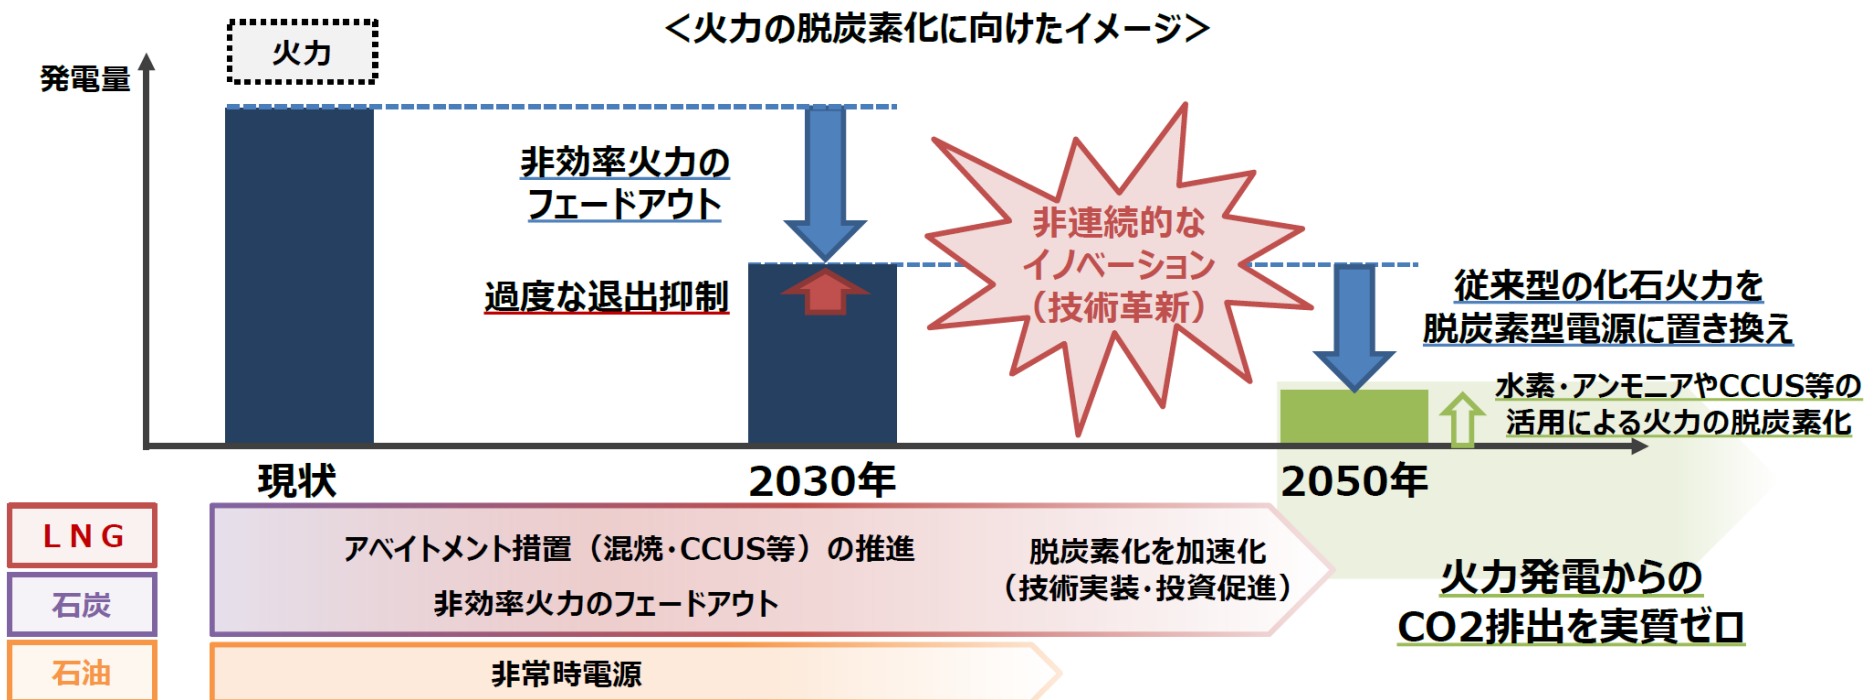 <火力の脱炭素化に向けたイメージ>
火力
発電量
非効率火力の
フェードアウト
過度な退出抑制
非連続的な
イノベーション
(技術革新)
従来型の化石火力を
脱炭素型電源に置き換え
水素・アンモニアやCCUS等の
活用による火力の脱炭素化
現状
2030年
2050年
LNG
石炭
石油
アベイトメント措置(混焼・CCUS等)の推進
非効率火力のフェードアウト
脱炭素化を加速化
(技術実装・投資促進)
非常時電源
火力発電からの
CO2排出を実質ゼロ